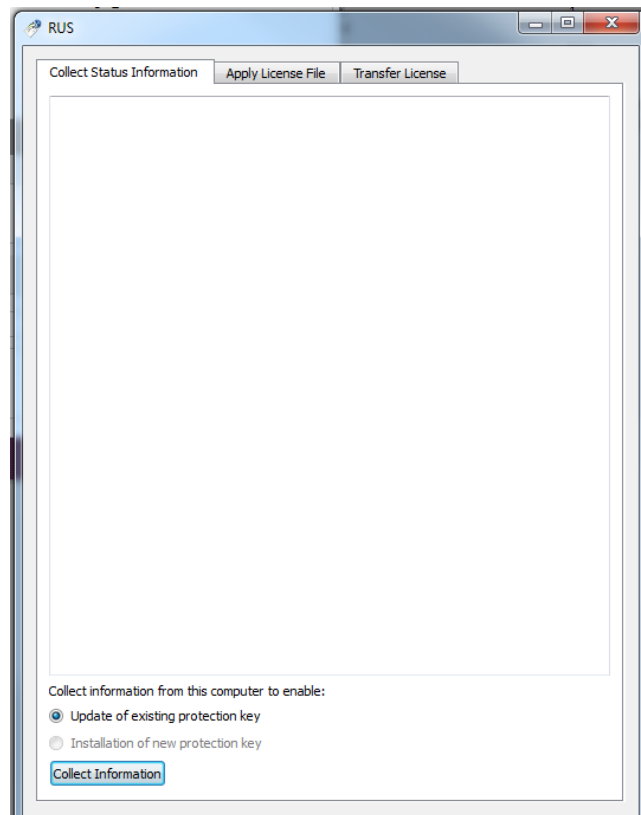 RUS
Collect Status Information
Apply License File
Transfer License
Collect information from this computer to enable:
Update of existing protection key
Installation of new protection key
Collect Information